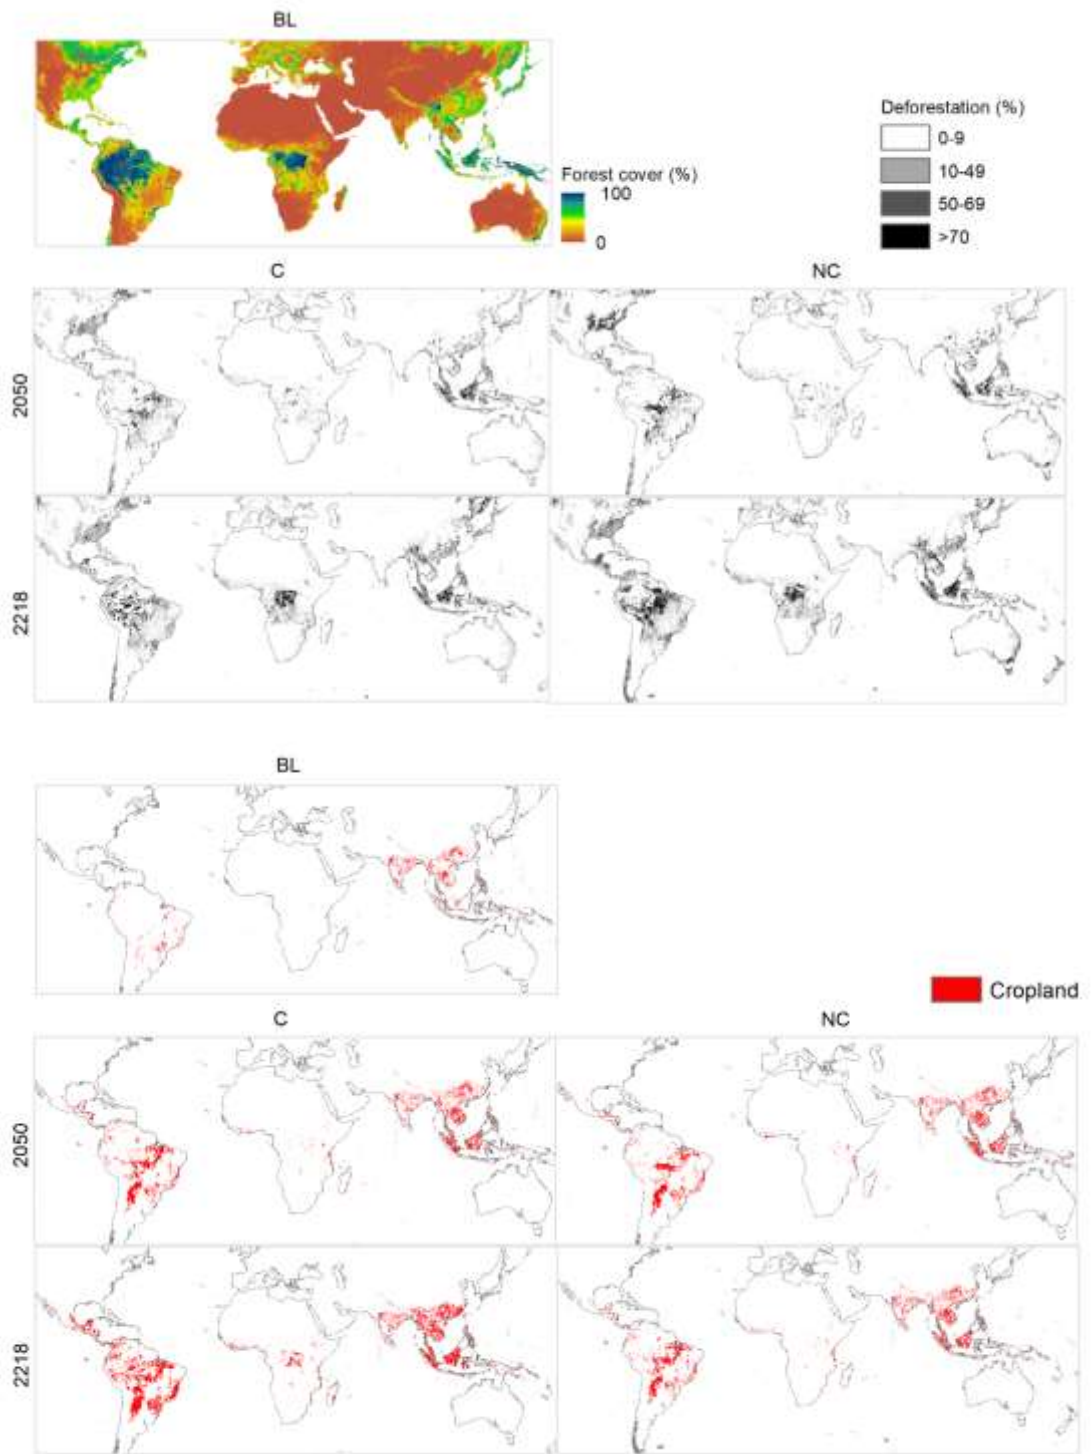 BL
Deforestation (%)
0-9
Forest cover (%)
10-49
100
50-69
0
>70
C
NC
2050
2218
BL
Cropland
C
NC
2050
2218